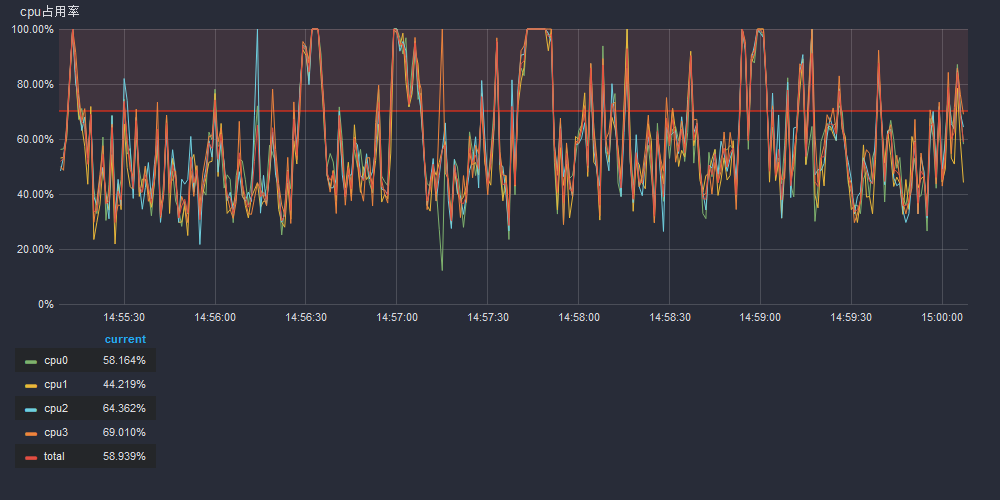 cpu占用率
100.00%
80.00%
60.00%
40.00%
20.00%
0%
14:55:30 14:56:00 14:56:30 14:57:00 14:57:30 14:58:00 14:58:30 14:59:00 14:59:30 15:00:00
current
cpu0 58.164%
cpu1 44.219%
cpu2 64.362%
cpu3 69.010%
total 58.939%